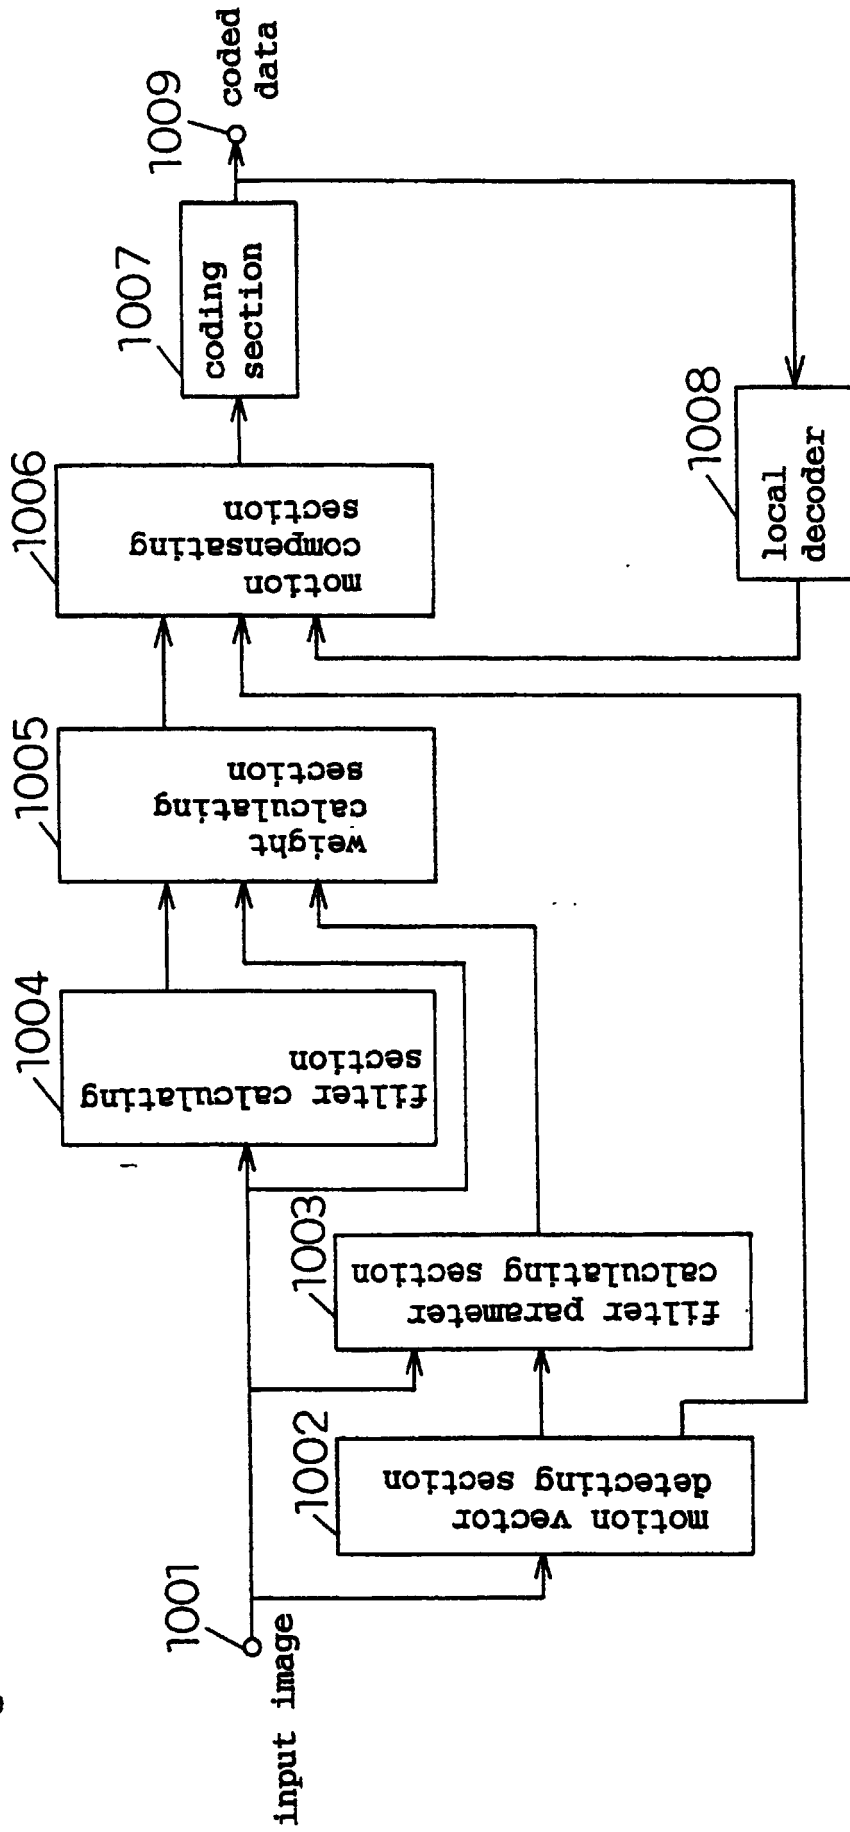 1001
input image
1002
motion vector
detecting section
1003
filter parameter
calculating section
1004
filter calculating
section
1005
weight
calculating
section
1006
motion
compensating
section
1007
coding
section
1008
local
decoder
1009
coded
data